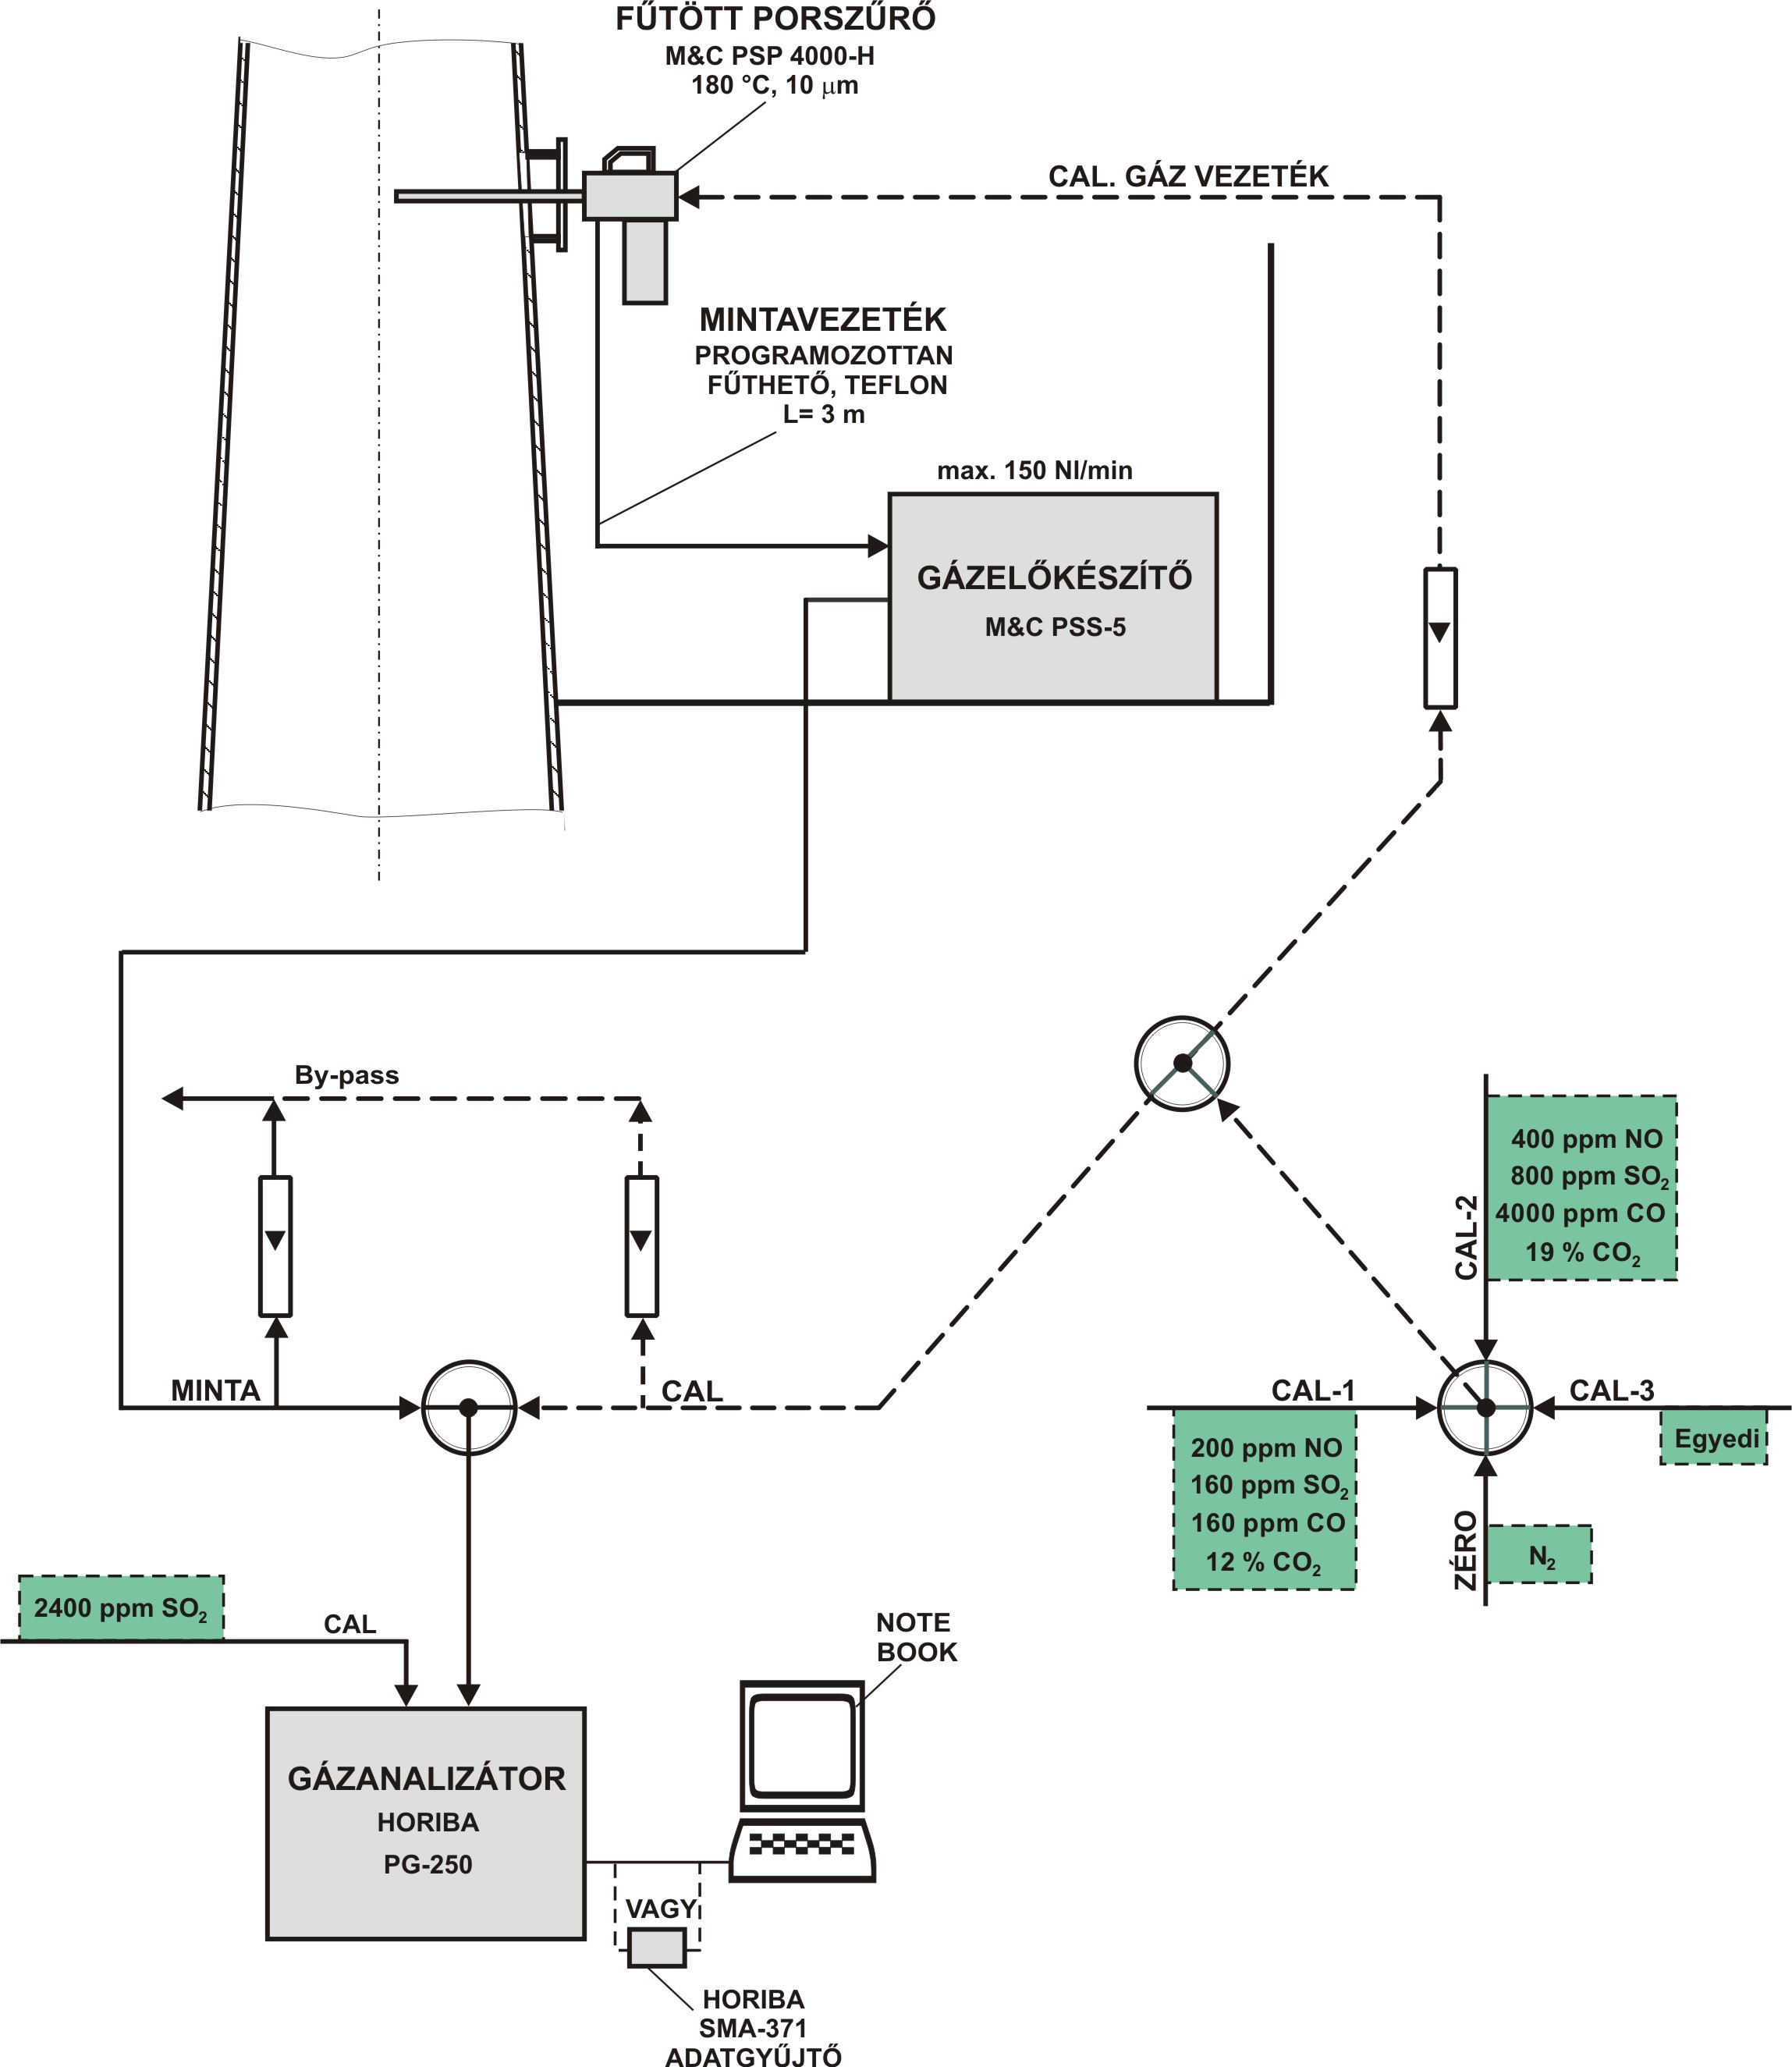 FŰTÖTT PORSZŰRŐ
M&C PSP 4000-H
180 °C, 10 μm
CAL. GÁZ VEZETÉK
MINTAVEZETÉK
PROGRAMOZOTTAN
FŰTHETŐ, TEFLON
L= 3 m
max. 150 Nl/min
GÁZELŐKÉSZÍTŐ
M&C PSS-5
By-pass
MINTA
CAL
CAL-2
400 ppm NO
800 ppm SO₂
4000 ppm CO
19 % CO₂
CAL-1
200 ppm NO
160 ppm SO₂
160 ppm CO
12 % CO₂
CAL-3
Egyedi
ZÉRO
N₂
2400 ppm SO₂
CAL
NOTE
BOOK
GÁZANALIZÁTOR
HORIBA
PG-250
VAGY
HORIBA
SMA-371
ADATGYŰJTŐ